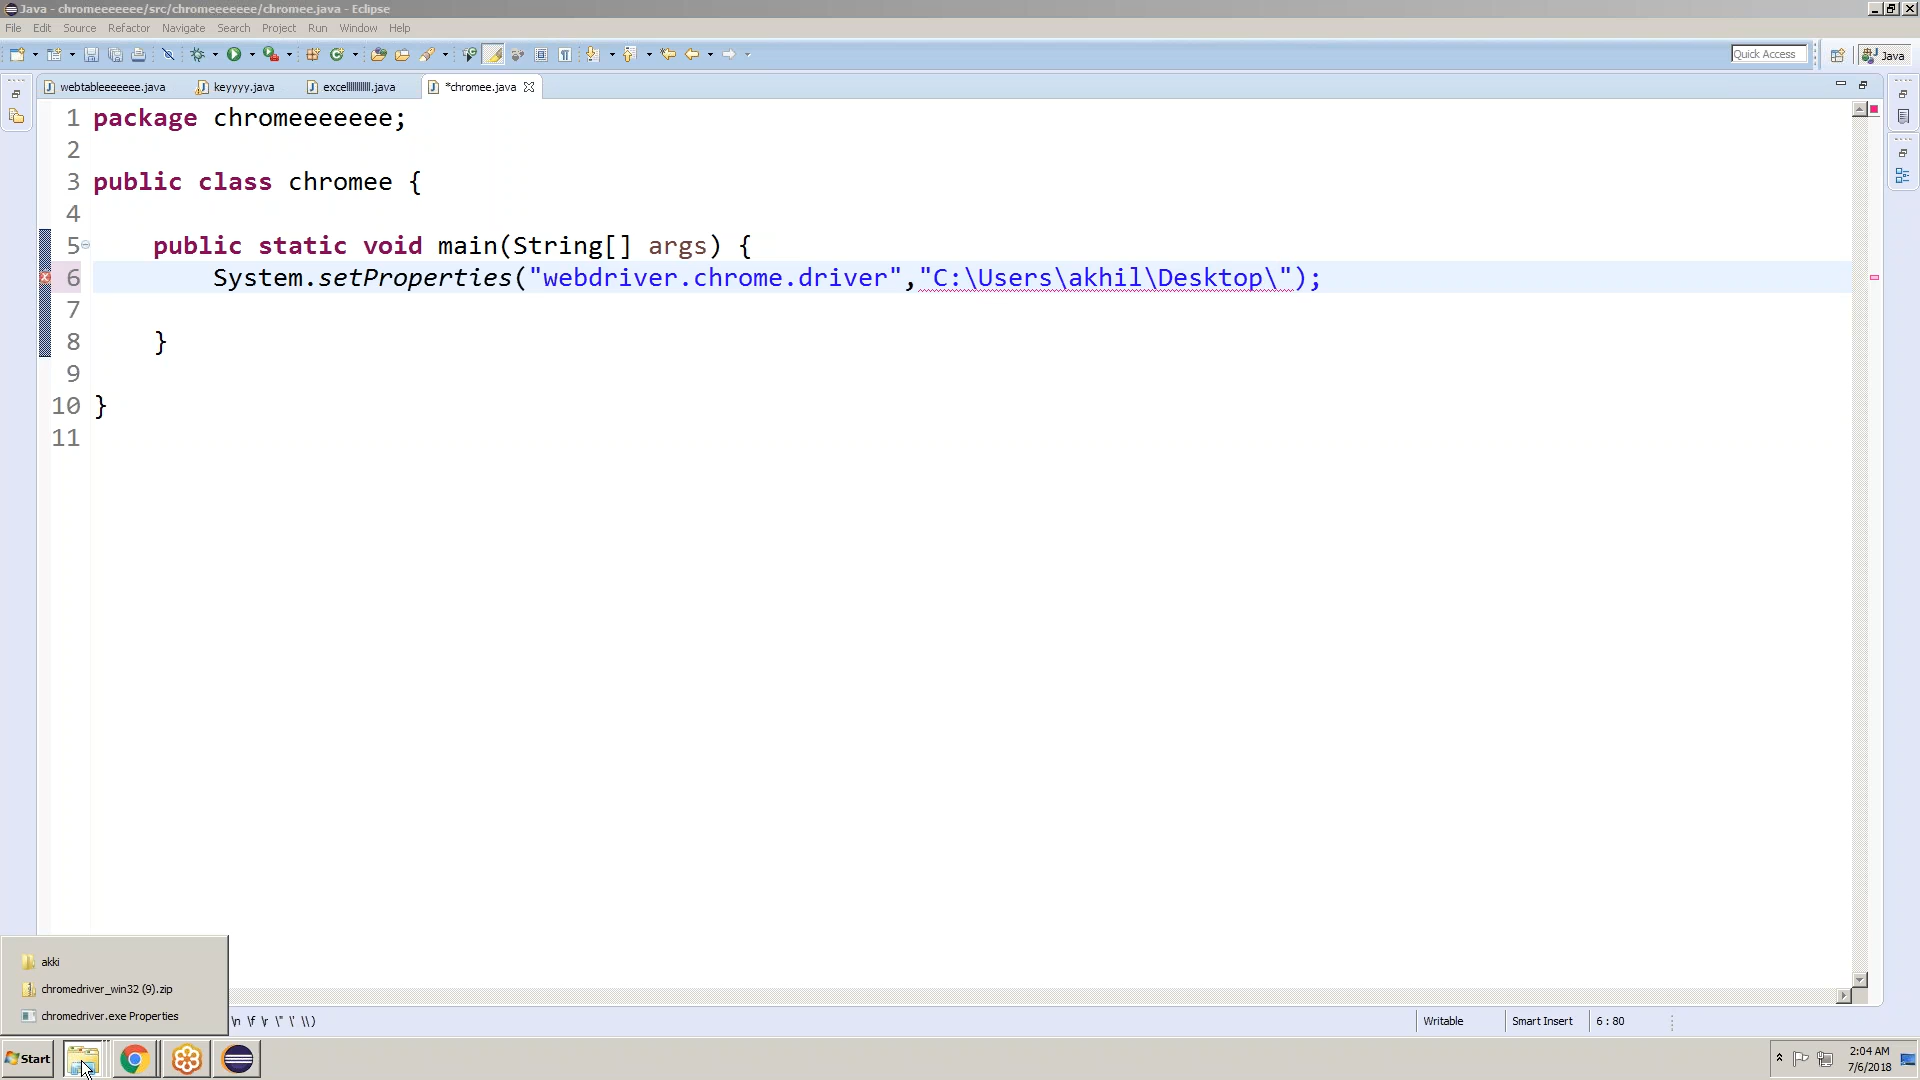 Java - chromeeeeeee/src/chromeeeeeee/chromee.java - Eclipse
File Edit Source Refactor Navigate Search Project Run Window Help
Quick Access Java
webtableeeeeee.java keyyyy.java *chromee.java
1 package chromeeeeeee;
2
3 public class chromee {
4
5 public static void main(String[] args) {
6 System.setProperties("webdriver.chrome.driver","C:\Users\akhil\Desktop\");
7
8 }
9
10 }
11
akki
chromedriver_win32 (9).zip
chromedriver.exe Properties
\n \f \r \" \' \\)
Writable Smart Insert 6 : 80
Start
2:04 AM
7/6/2018